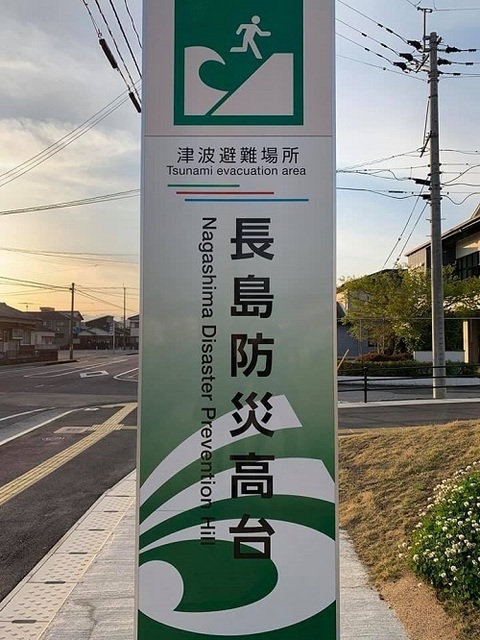 津波避難場所
Tsunami evacuation area
長島防災高台
Nagashima Disaster Prevention Hill